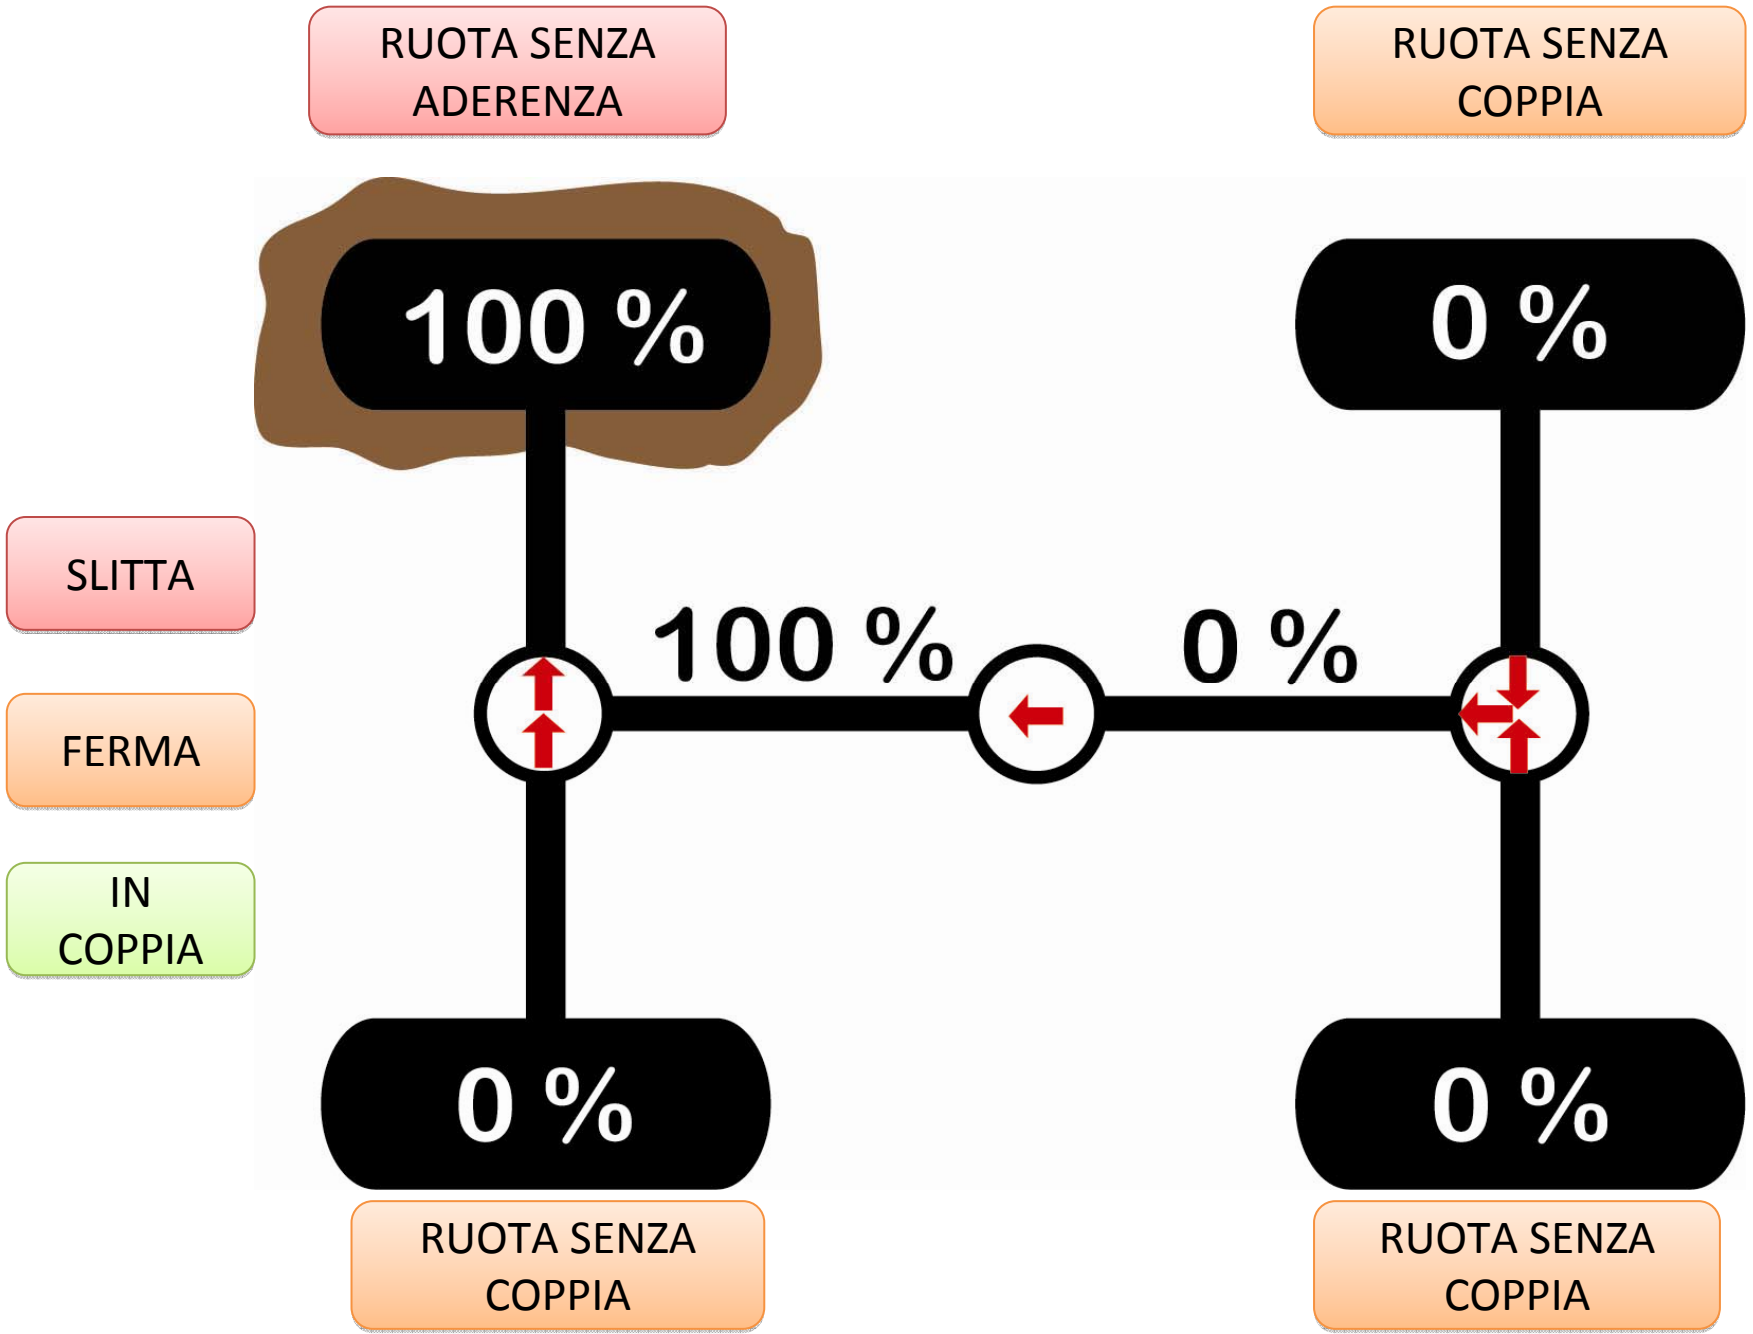 RUOTA SENZA
ADERENZA
RUOTA SENZA
COPPIA
100 %
0 %
SLITTA
FERMA
IN
COPPIA
100 %
0 %
0 %
0 %
RUOTA SENZA
COPPIA
RUOTA SENZA
COPPIA